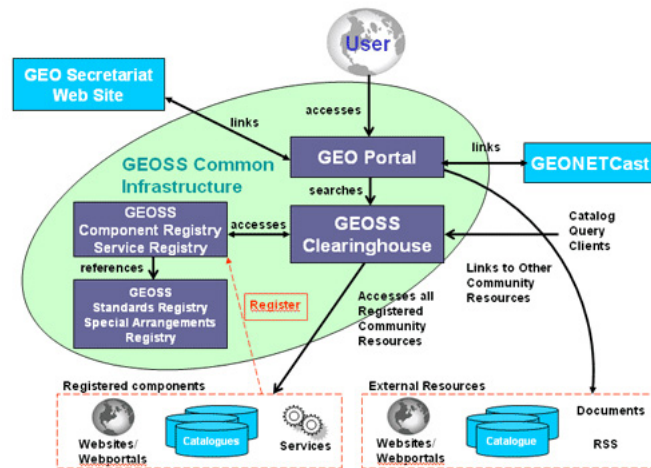 User
GEO Secretariat
Web Site
accesses
links
GEO Portal
links
GEONETCast
GEOSS Common
Infrastructure
searches
GEOSS
Component Registry
Service Registry
accesses
GEOSS
Clearinghouse
Catalog
Query
Clients
references
GEOSS
Standards Registry
Special Arrangements
Registry
Register
Accesses all
Registered
Community
Resources
Links to Other
Community
Resources
Registered components
Websites/
Webportals
Catalogues
Services
External Resources
Websites/
Webportals
Catalogue
Documents
RSS